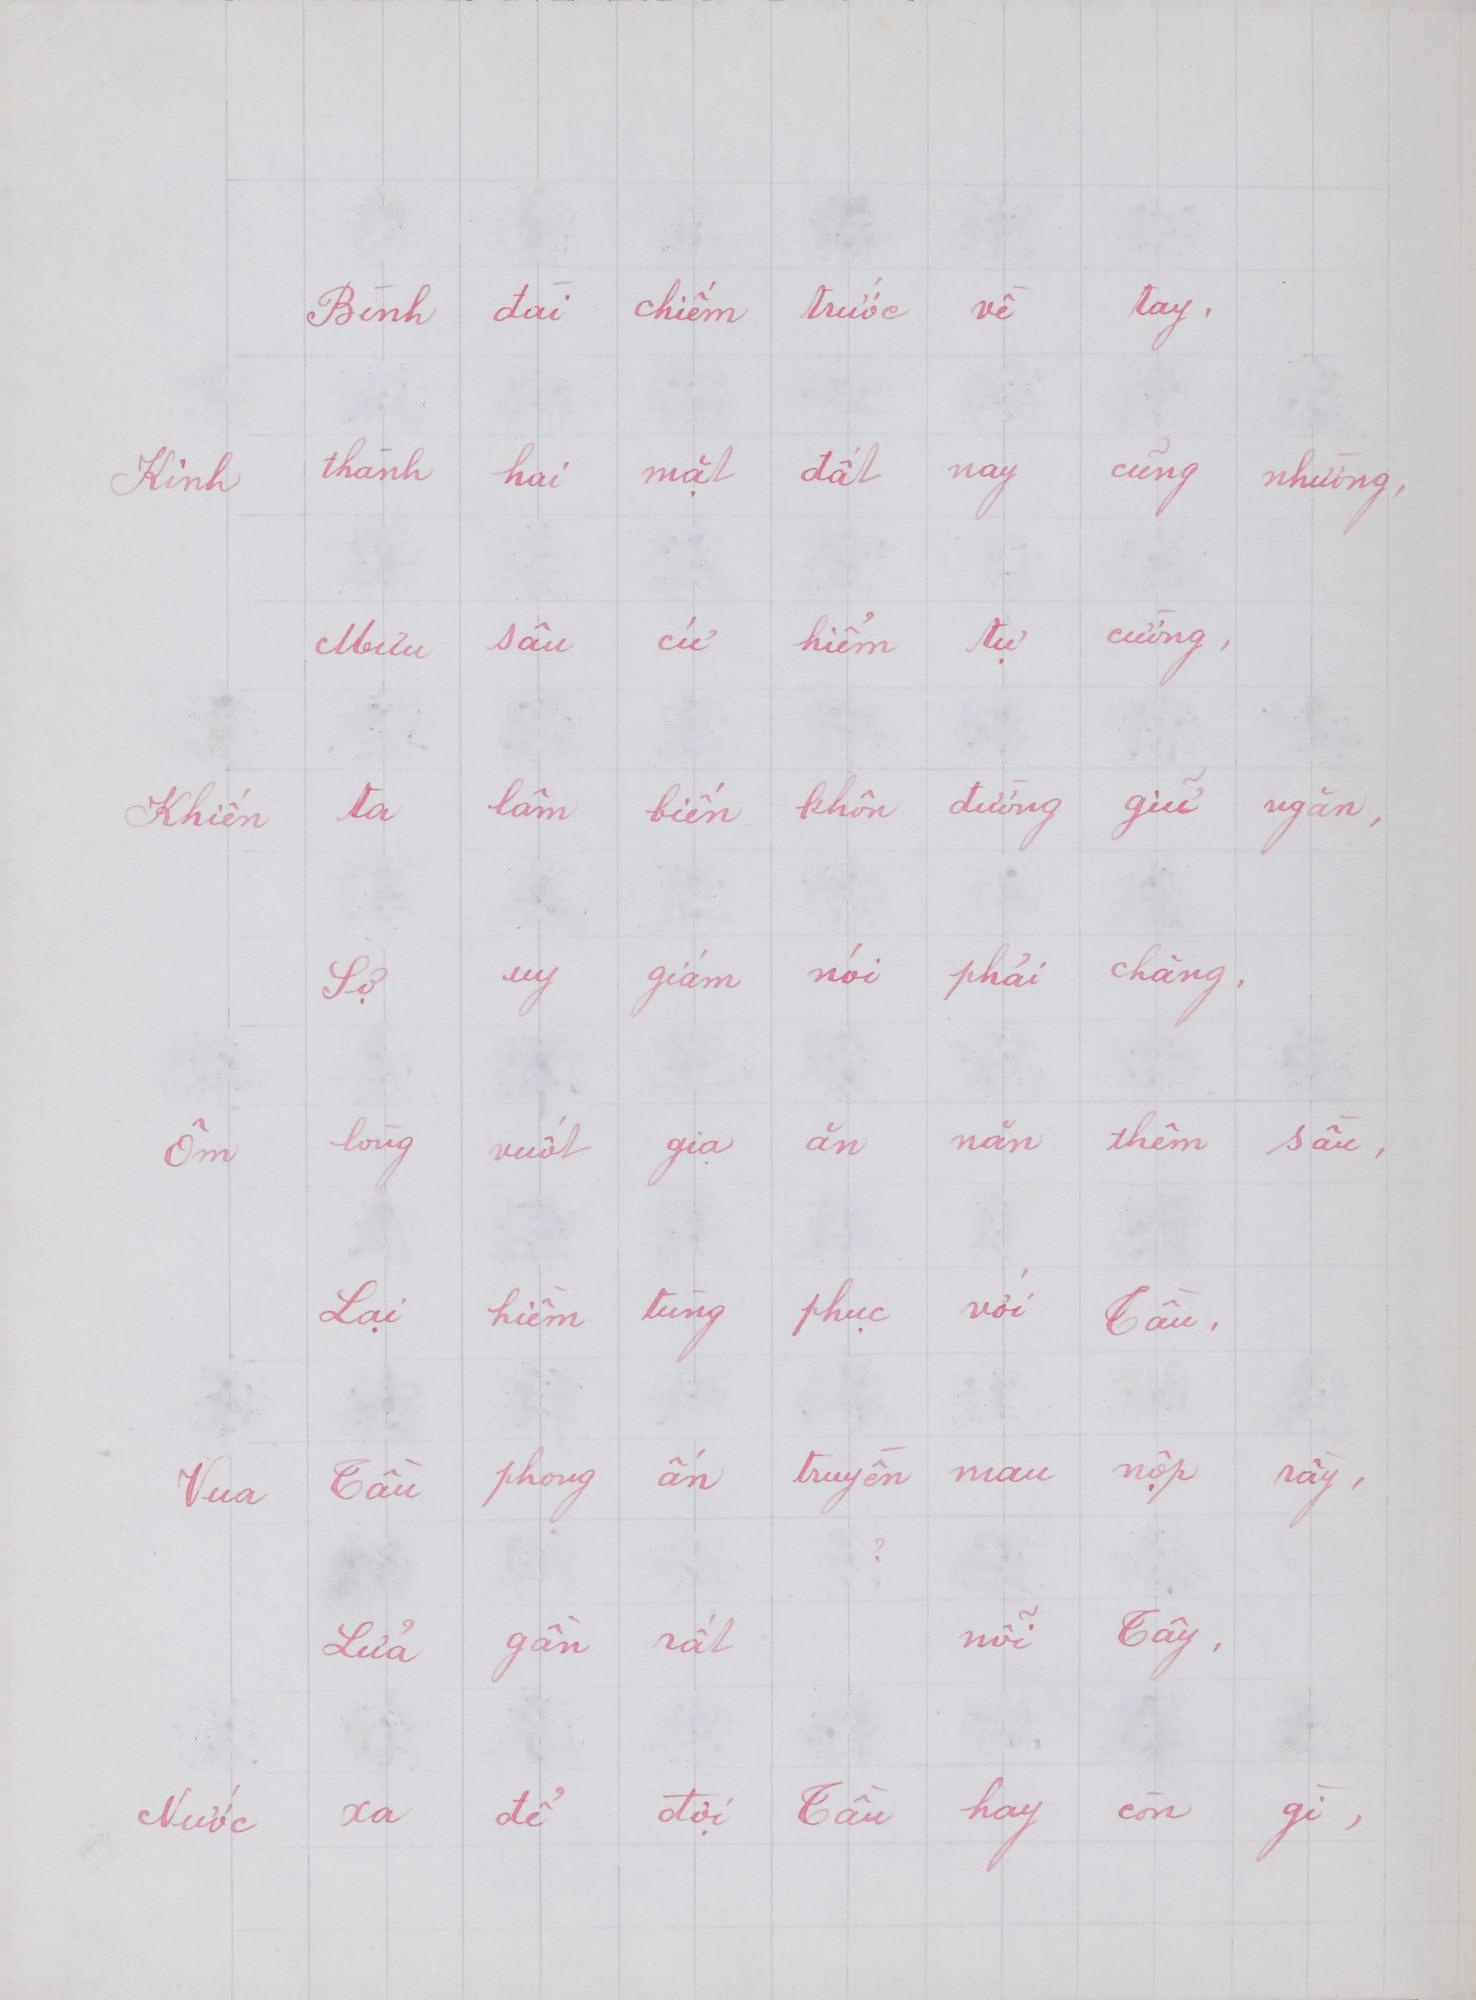 Bình đài chiếm trước về tay,
Kinh thành hai mặt đất nay cũng nhường,
Mưu sâu cứ hiểm tự cường,
Khiến ta lâm biến khôn đường giữ ngăn,
Sợ uy giám nói phải chăng,
Ôm lòng vuốt gia ăn năn thêm sầu,
Lại hiềm tùng phục với Tầu,
Vua Tầu phong ấn truyền mau nộp rầy,
?
Lửa gần rát nỗi Tây,
Nước xa để đợi Tầu hay còn gì,